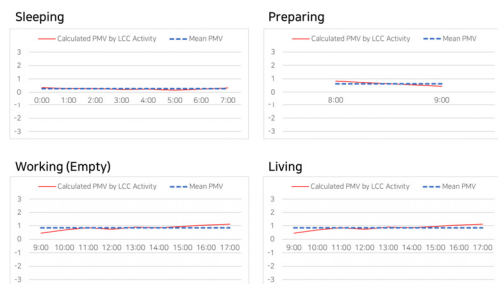 Sleeping
Calculated PMV by LCC Activity Mean PMV
3
2
1
0
-1
-2
-3
0:00 1:00 2:00 3:00 4:00 5:00 6:00 7:00
Preparing
Calculated PMV by LCC Activity Mean PMV
3
2
1
0
-1
-2
-3
8:00 9:00
Working (Empty)
Calculated PMV by LCC Activity Mean PMV
3
2
1
0
-1
-2
-3
9:00 10:00 11:00 12:00 13:00 14:00 15:00 16:00 17:00
Living
Calculated PMV by LCC Activity Mean PMV
3
2
1
0
-1
-2
-3
9:00 10:00 11:00 12:00 13:00 14:00 15:00 16:00 17:00